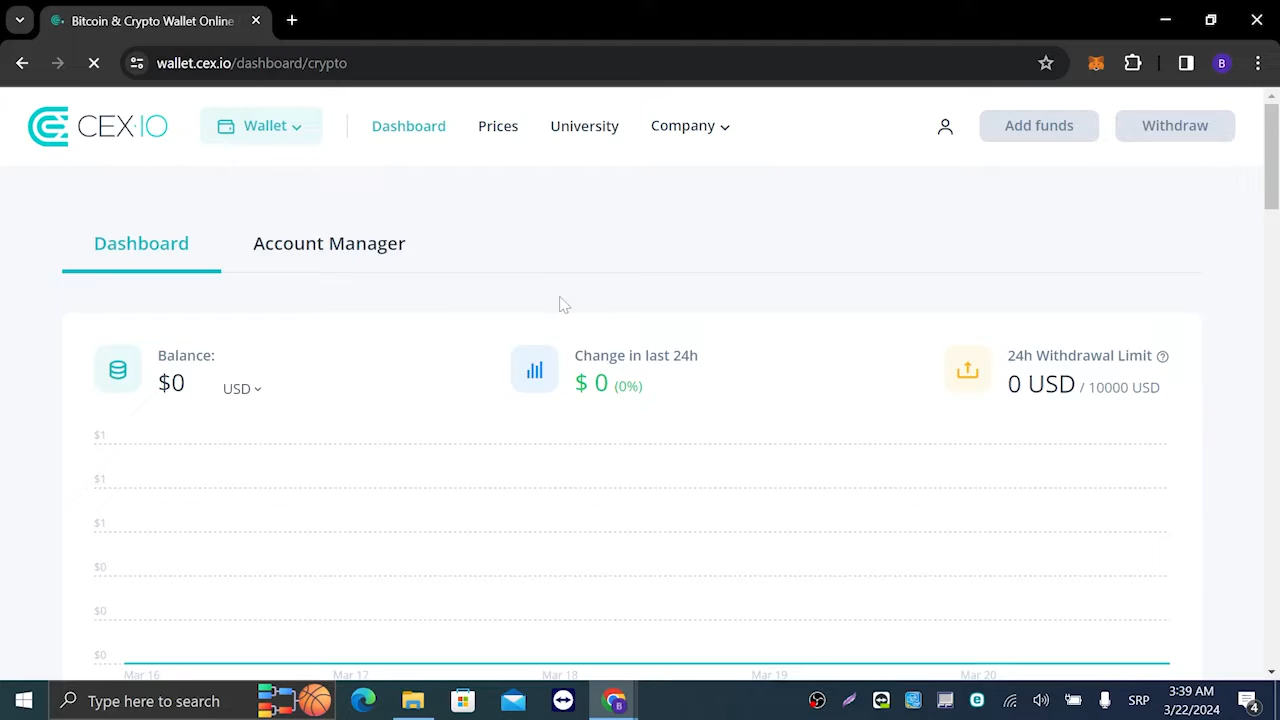 Bitcoin & Crypto Wallet Online
wallet.cex.io/dashboard/crypto
B
CEX.IO
Wallet
Dashboard
Prices
University
Company
Add funds
Withdraw
Dashboard
Account Manager
Balance:
$0
USD
Change in last 24h
$ 0 (0%)
24h Withdrawal Limit
0 USD / 10000 USD
$1
$1
$1
$0
$0
$0
Mar 16
Mar 17
Mar 18
Mar 19
Mar 20
Type here to search
B
SRP
3:39 AM
3/22/2024
4